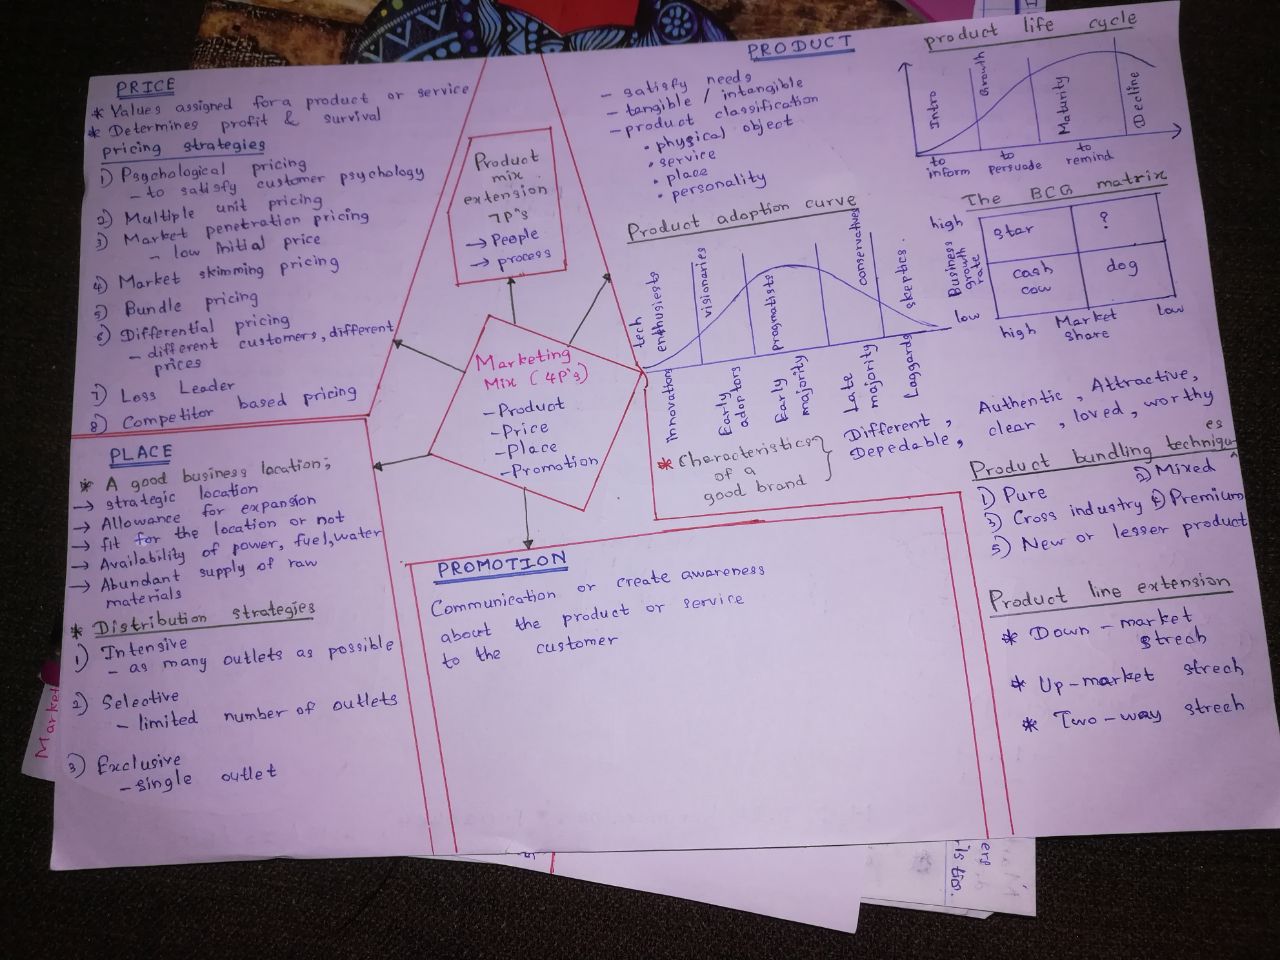 PRICE
* Values assigned for a product or service
* Determines profit & survival
pricing strategies
1) Psychological pricing
- to satisfy customer psychology
2) Multiple unit pricing
3) Market penetration pricing
- low initial price
4) Market skimming pricing
5) Bundle pricing
6) Differential pricing
- different customers, different
prices
7) Loss Leader
8) Competitor based pricing
PLACE
* A good business location;
→ strategic location
→ Allowance for expansion
→ fit for the location or not
→ Availability of power, fuel, water
→ Abundant supply of raw
materials
* Distribution strategies
1) Intensive
- as many outlets as possible
2) Selective
- limited number of outlets
3) Exclusive
- single outlet
Product
mix
extension
7P's
→ People
→ process
Marketing
Mix (4P's)
- Product
- Price
- Place
- Promotion
PRODUCT
- satisfy needs
- tangible / intangible
- product classification
• physical object
• service
• place
• personality
Product adoption curve
tech
enthusiests
visionaries
pragmatists
conservatives
skeptics.
Innovations
Early
adoptors
Early
majority
Late
majority
Laggards
* Characteristics
of a
good brand
Different, Authentic, Attractive,
Depedable, clear, loved, worthy
product life cycle
Intro
Growth
Maturity
Decline
to
inform
to
persuade
to
remind
The BCG matrix
high
Business
growth
rate
low
star
?
cash
cow
dog
high
Market
share
low
Product bundling techniques
1) Pure
2) Mixed
3) Cross industry
4) Premium
5) New or lesser product
Product line extension
* Down-market
strech
* Up-market strech
* Two-way strech
PROMOTION
Communication or create awareness
about the product or service
to the customer
Market